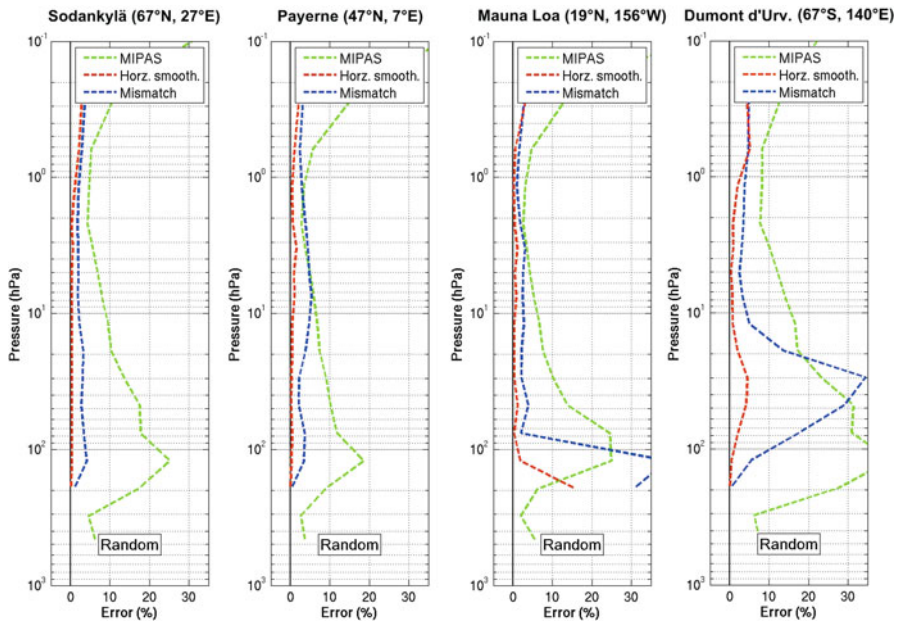 Sodankylä (67°N, 27°E)
Payerne (47°N, 7°E)
Mauna Loa (19°N, 156°W)
Dumont d'Urv. (67°S, 140°E)
MIPAS
Horz. smooth.
Mismatch
MIPAS
Horz. smooth.
Mismatch
MIPAS
Horz. smooth.
Mismatch
MIPAS
Horz. smooth.
Mismatch
Pressure (hPa)
10⁻¹
10⁰
10¹
10²
10³
Random
0 10 20 30
Error (%)
Pressure (hPa)
10⁻¹
10⁰
10¹
10²
10³
Random
0 10 20 30
Error (%)
Pressure (hPa)
10⁻¹
10⁰
10¹
10²
10³
Random
0 10 20 30
Error (%)
Pressure (hPa)
10⁻¹
10⁰
10¹
10²
10³
Random
0 10 20 30
Error (%)